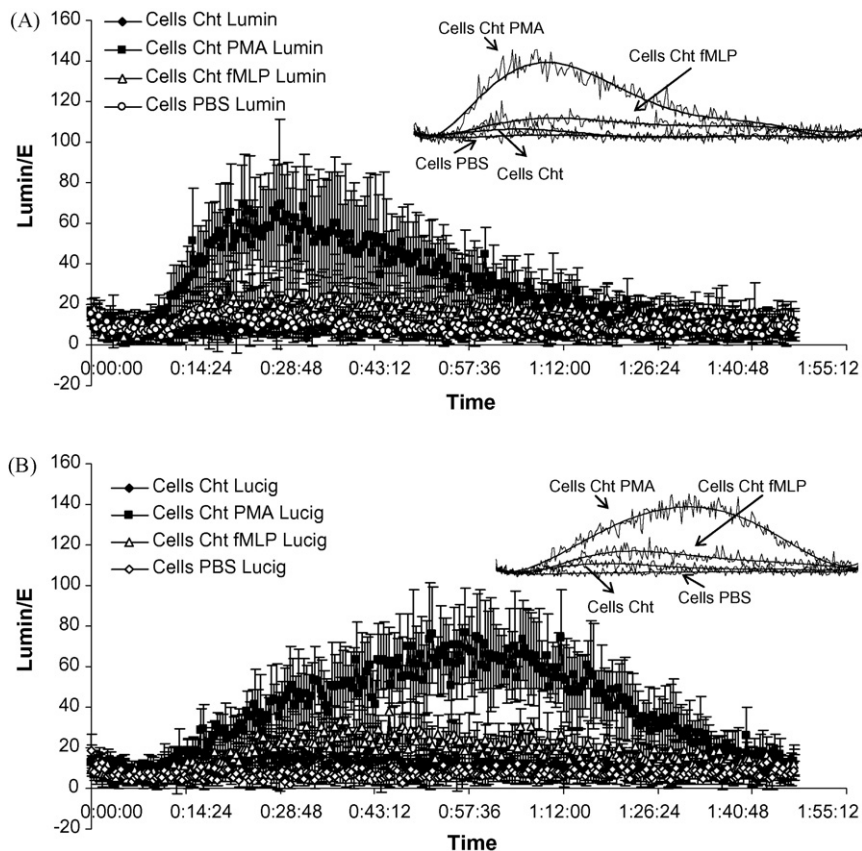 (A)
160
140
120
100
80
60
40
20
0
-20
Lumin/E
Cells Cht Lumin
Cells Cht PMA Lumin
Cells Cht fMLP Lumin
Cells PBS Lumin
Cells Cht PMA
Cells Cht fMLP
Cells PBS
Cells Cht
0:00:00 0:14:24 0:28:48 0:43:12 0:57:36 1:12:00 1:26:24 1:40:48 1:55:12
Time
(B)
160
140
120
100
80
60
40
20
0
-20
Lumin/E
Cells Cht Lucig
Cells Cht PMA Lucig
Cells Cht fMLP Lucig
Cells PBS Lucig
Cells Cht PMA
Cells Cht fMLP
Cells Cht
Cells PBS
0:00:00 0:14:24 0:28:48 0:43:12 0:57:36 1:12:00 1:26:24 1:40:48 1:55:12
Time